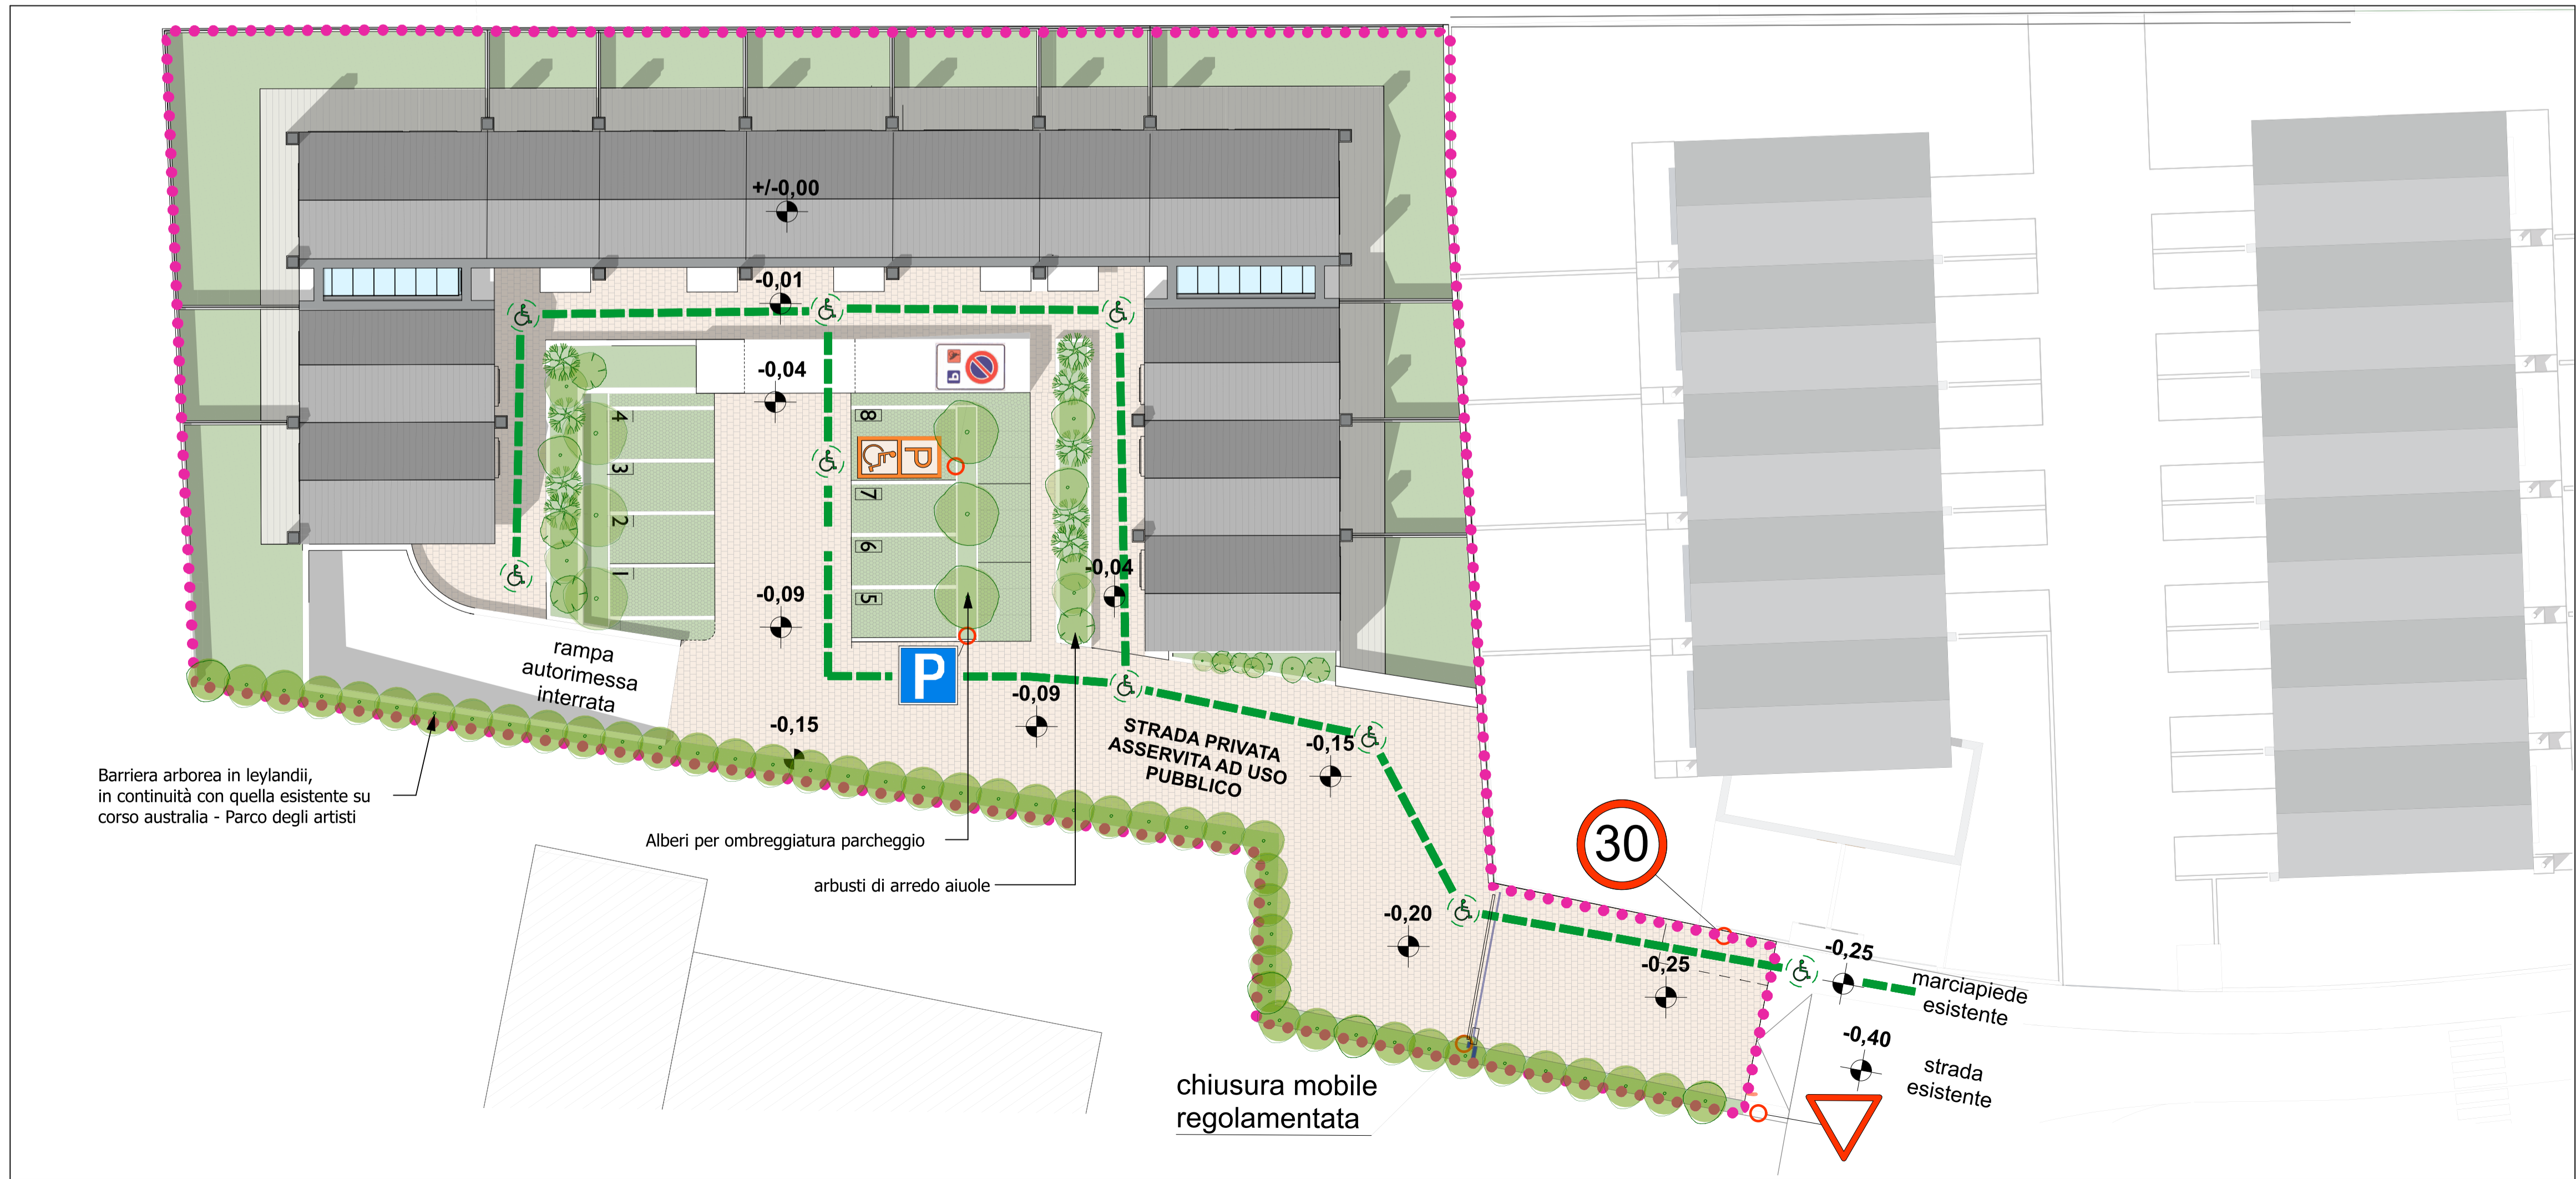 +/-0,00
-0,01
-0,04
4
3
2
1
8
P
7
6
5
-0,04
-0,09
rampa
autorimessa
interrata
P
-0,09
-0,15
STRADA PRIVATA
ASSERVITA AD USO
PUBBLICO
-0,15
Barriera arborea in leylandii,
in continuità con quella esistente su
corso australia - Parco degli artisti
Alberi per ombreggiatura parcheggio
arbusti di arredo aiuole
30
-0,20
-0,25
-0,25
marciapiede
esistente
-0,40
strada
esistente
chiusura mobile
regolamentata